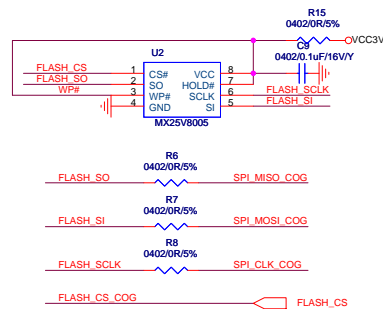 R15
0402/0R/5%
VCC3V
C9
0402/0.1uF/16V/Y
U2
FLASH_CS 1 CS# VCC 8
FLASH_SO 2 SO HOLD# 7
WP# 3 WP# SCLK 6 FLASH_SCLK
4 GND SI 5 FLASH_SI
MX25V8005
R6
0402/0R/5%
FLASH_SO SPI_MISO_COG
R7
0402/0R/5%
FLASH_SI SPI_MOSI_COG
R8
0402/0R/5%
FLASH_SCLK SPI_CLK_COG
FLASH_CS_COG FLASH_CS